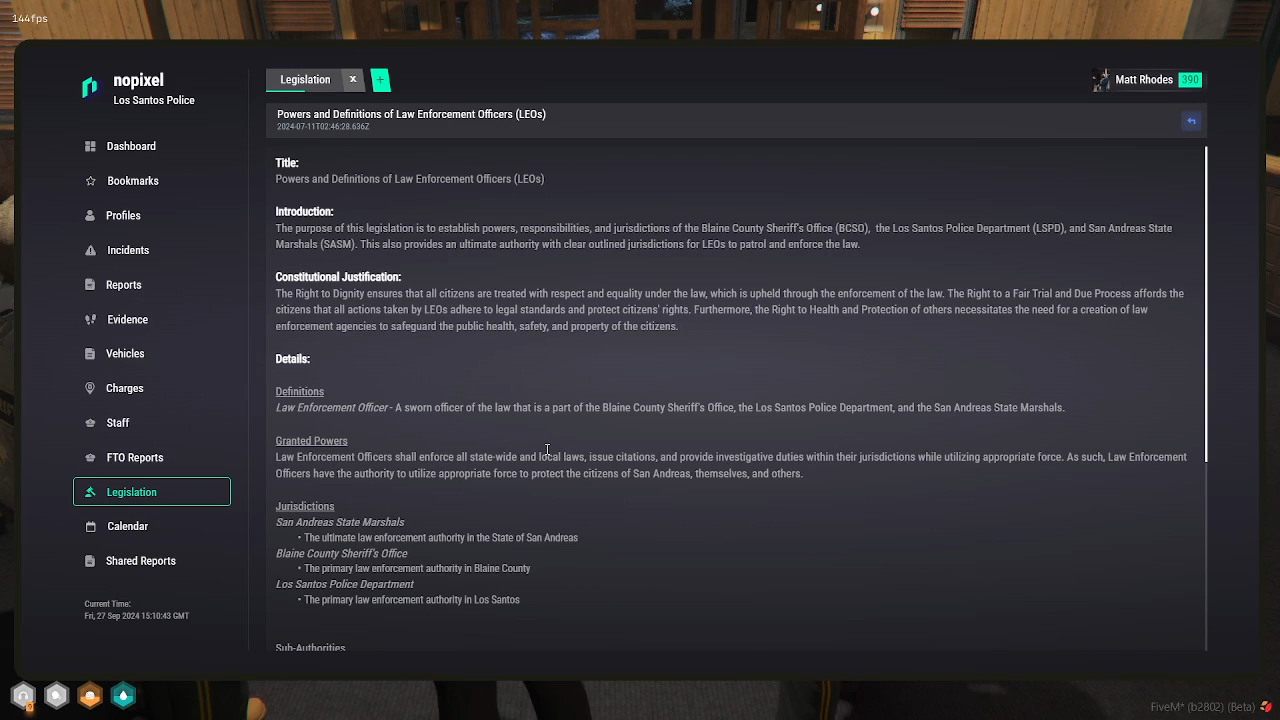 144fps
nopixel
Los Santos Police
Dashboard
Bookmarks
Profiles
Incidents
Reports
Evidence
Vehicles
Charges
Staff
FTO Reports
Legislation
Calendar
Shared Reports
Current Time:
Fri, 27 Sep 2024 15:10:43 GMT
Legislation x +
Matt Rhodes 390
Powers and Definitions of Law Enforcement Officers (LEOs)
2024-07-11T02:46:28.636Z
Title:
Powers and Definitions of Law Enforcement Officers (LEOs)
Introduction:
The purpose of this legislation is to establish powers, responsibilities, and jurisdictions of the Blaine County Sheriff's Office (BCSO), the Los Santos Police Department (LSPD), and San Andreas State
Marshals (SASM). This also provides an ultimate authority with clear outlined jurisdictions for LEOs to patrol and enforce the law.
Constitutional Justification:
The Right to Dignity ensures that all citizens are treated with respect and equality under the law, which is upheld through the enforcement of the law. The Right to a Fair Trial and Due Process affords the
citizens that all actions taken by LEOs adhere to legal standards and protect citizens' rights. Furthermore, the Right to Health and Protection of others necessitates the need for a creation of law
enforcement agencies to safeguard the public health, safety, and property of the citizens.
Details:
Definitions
Law Enforcement Officer - A sworn officer of the law that is a part of the Blaine County Sheriff's Office, the Los Santos Police Department, and the San Andreas State Marshals.
Granted Powers
Law Enforcement Officers shall enforce all state-wide and local laws, issue citations, and provide investigative duties within their jurisdictions while utilizing appropriate force. As such, Law Enforcement
Officers have the authority to utilize appropriate force to protect the citizens of San Andreas, themselves, and others.
Jurisdictions
San Andreas State Marshals
• The ultimate law enforcement authority in the State of San Andreas
Blaine County Sheriff's Office
• The primary law enforcement authority in Blaine County
Los Santos Police Department
• The primary law enforcement authority in Los Santos
Sub-Authorities
FiveM* (b2802) (Beta)